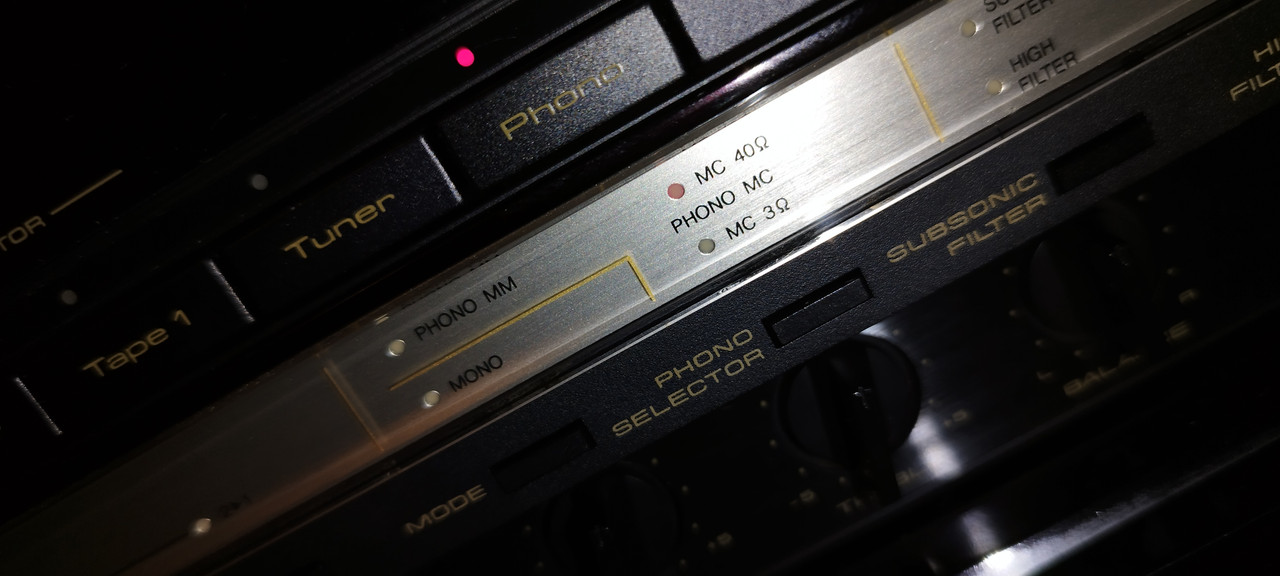 TOR
Tape 1
Tuner
Phono
PHONO MM
MONO
MC 40Ω
PHONO MC
MC 3Ω
FILTER
HIGH
FILTER
MODE
PHONO
SELECTOR
SUBSONIC
FILTER